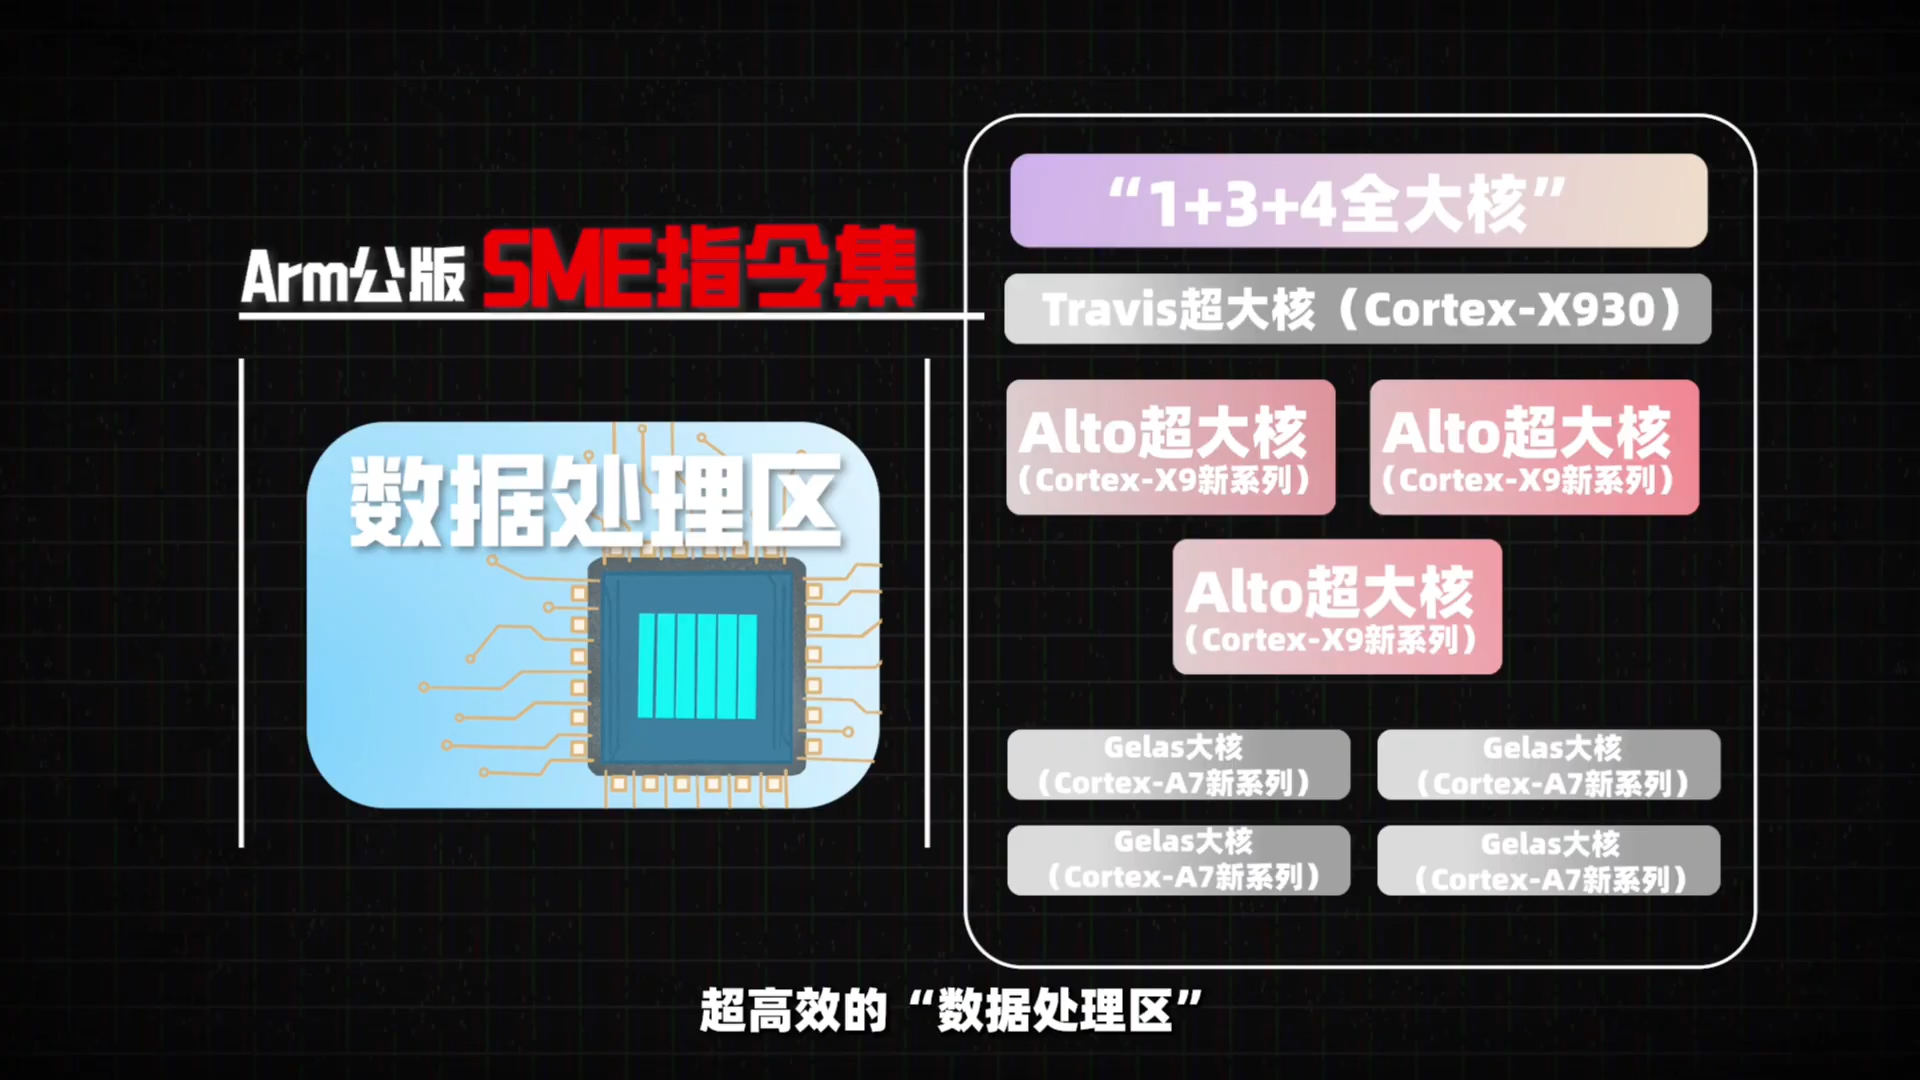 Arm公版 SME指令集
数据处理区
“1+3+4全大核”
Travis超大核（Cortex-X930）
Alto超大核
（Cortex-X9新系列）
Alto超大核
（Cortex-X9新系列）
Alto超大核
（Cortex-X9新系列）
Gelas大核
（Cortex-A7新系列）
Gelas大核
（Cortex-A7新系列）
Gelas大核
（Cortex-A7新系列）
Gelas大核
（Cortex-A7新系列）
超高效的“数据处理区”